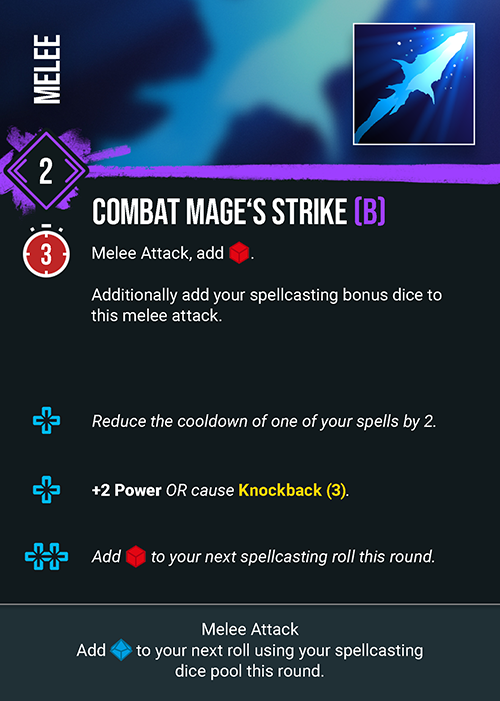 MELEE
2
COMBAT MAGE‘S STRIKE (B)
3
Melee Attack, add .
Additionally add your spellcasting bonus dice to
this melee attack.
Reduce the cooldown of one of your spells by 2.
+2 Power OR cause Knockback (3).
Add to your next spellcasting roll this round.
Melee Attack
Add to your next roll using your spellcasting
dice pool this round.